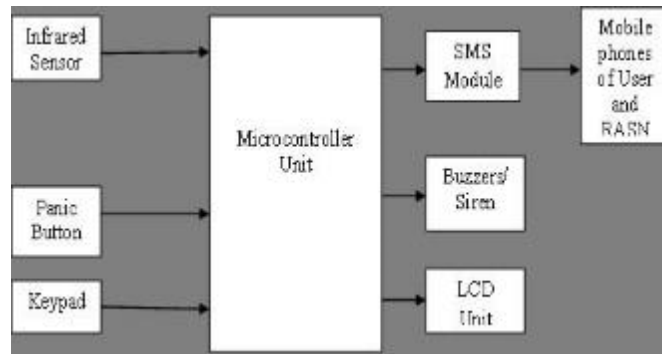 Infrared
Sensor
Panic
Button
Keypad
Microcontroller
Unit
SMS
Module
Buzzers/
Siren
LCD
Unit
Mobile
phones
of User
and
RASN